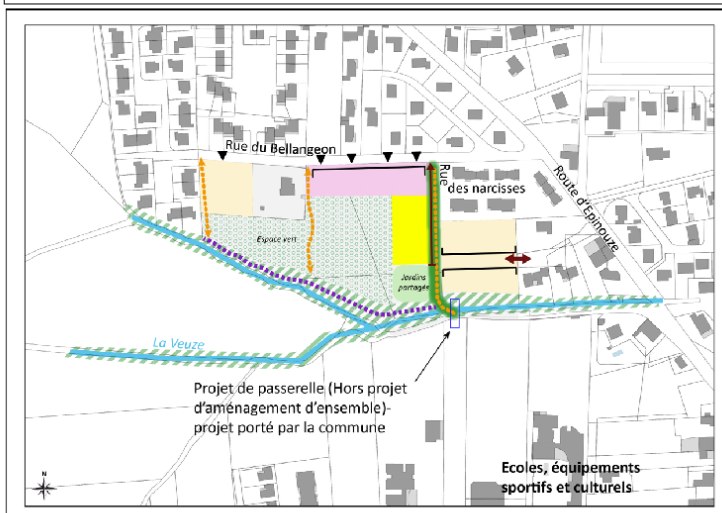 Rue du Bellangeon
Rue
des narcisses
Route d'Epinouze
Espace vert
Jardins
partagés
La Veuze
Projet de passerelle (Hors projet
d'aménagement d'ensemble)-
projet porté par la commune
Ecoles, équipements
sportifs et culturels
N